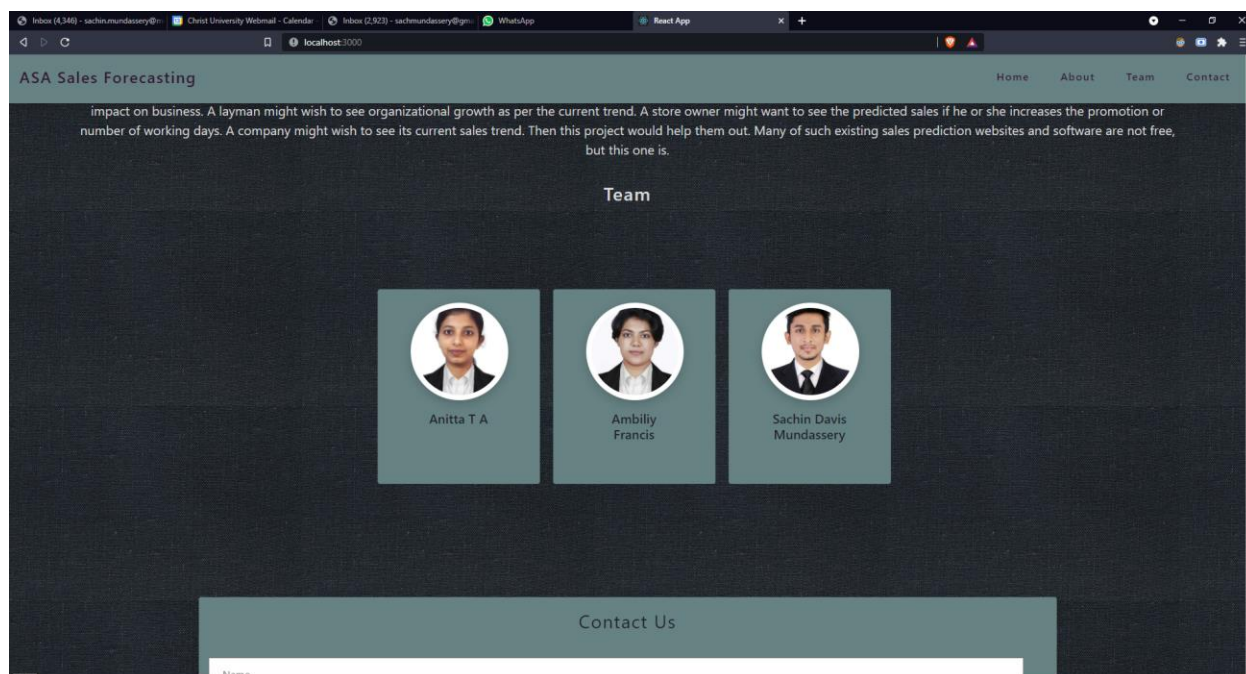 Inbox (4,346) - sachin.mundassery@m
Christ University Webmail - Calendar -
Inbox (2,923) - sachmundassery@gma
WhatsApp
React App
localhost:3000
ASA Sales Forecasting
Home
About
Team
Contact
impact on business. A layman might wish to see organizational growth as per the current trend. A store owner might want to see the predicted sales if he or she increases the promotion or
number of working days. A company might wish to see its current sales trend. Then this project would help them out. Many of such existing sales prediction websites and software are not free,
but this one is.
Team
Anitta T A
Ambiliy
Francis
Sachin Davis
Mundassery
Contact Us
Name